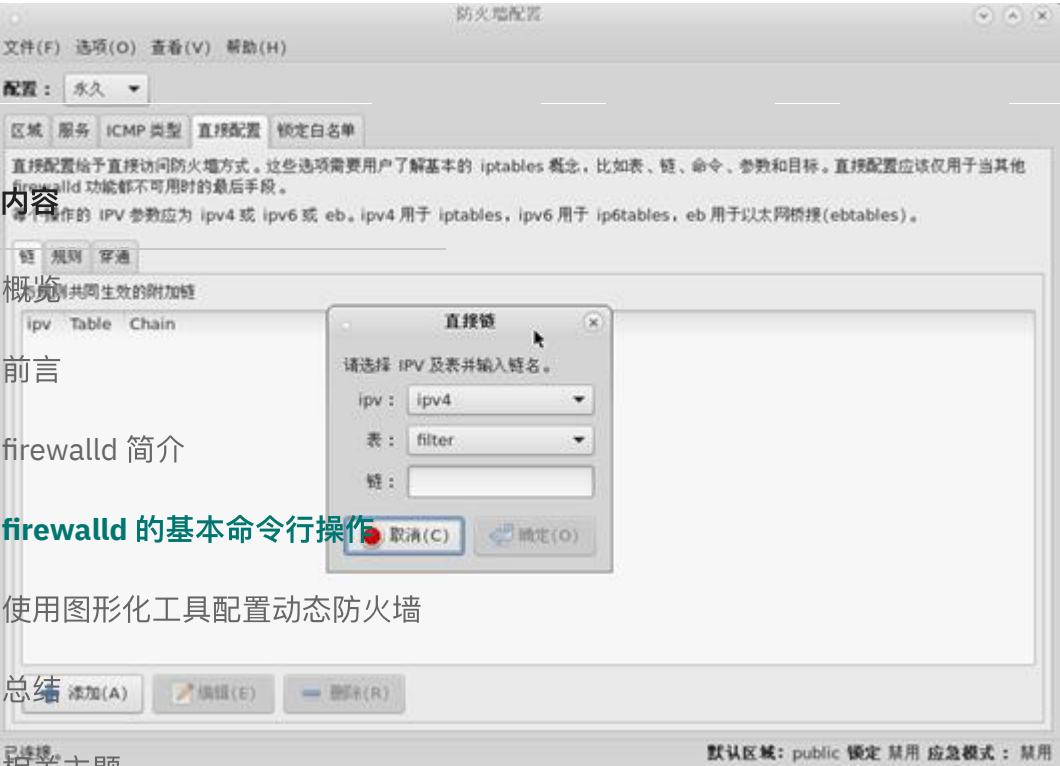 防火墙配置
文件(F) 选项(O) 查看(V) 帮助(H)
配置： 永久
区域 服务 ICMP 类型 直接配置 锁定白名单
直接配置给予直接访问防火墙方式。这些选项需要用户了解基本的 iptables 概念，比如表、链、命令、参数和目标。直接配置应该仅用于当其他
firewalld 功能都不可用时的最后手段。
内容
操作的 IPV 参数应为 ipv4 或 ipv6 或 eb。ipv4 用于 iptables，ipv6 用于 ip6tables，eb 用于以太网桥接(ebtables)。
链 规则 穿通
概览
共同生效的附加链
ipv Table Chain
直接链
请选择 IPV 及表并输入链名。
前言
ipv： ipv4
表： filter
firewalld 简介
链：
firewalld 的基本命令行操作
取消(C) 确定(O)
使用图形化工具配置动态防火墙
总结
添加(A) 编辑(E) 删除(R)
已连接。
相关主题
默认区域： public 锁定 禁用 应急模式： 禁用